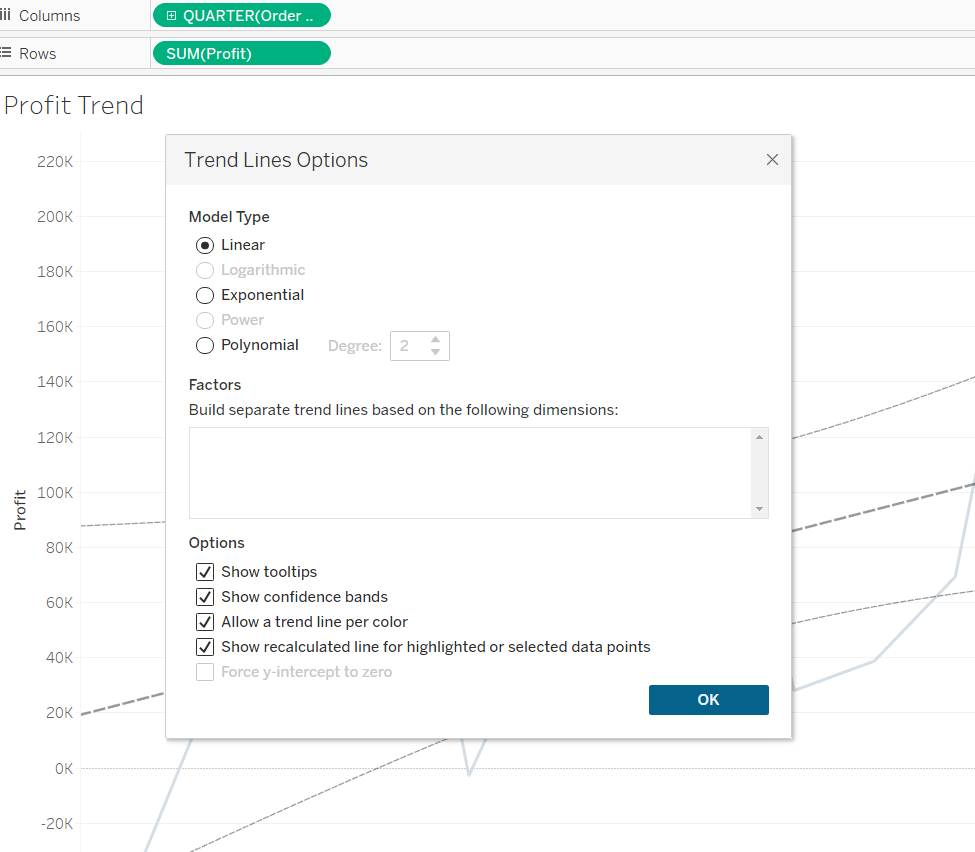 Columns
QUARTER(Order ..
Rows
SUM(Profit)
Profit Trend
Trend Lines Options
Model Type
Linear
Logarithmic
Exponential
Power
Polynomial Degree: 2
Factors
Build separate trend lines based on the following dimensions:
Options
Show tooltips
Show confidence bands
Allow a trend line per color
Show recalculated line for highlighted or selected data points
Force y-intercept to zero
OK
Profit
220K
200K
180K
160K
140K
120K
100K
80K
60K
40K
20K
0K
-20K